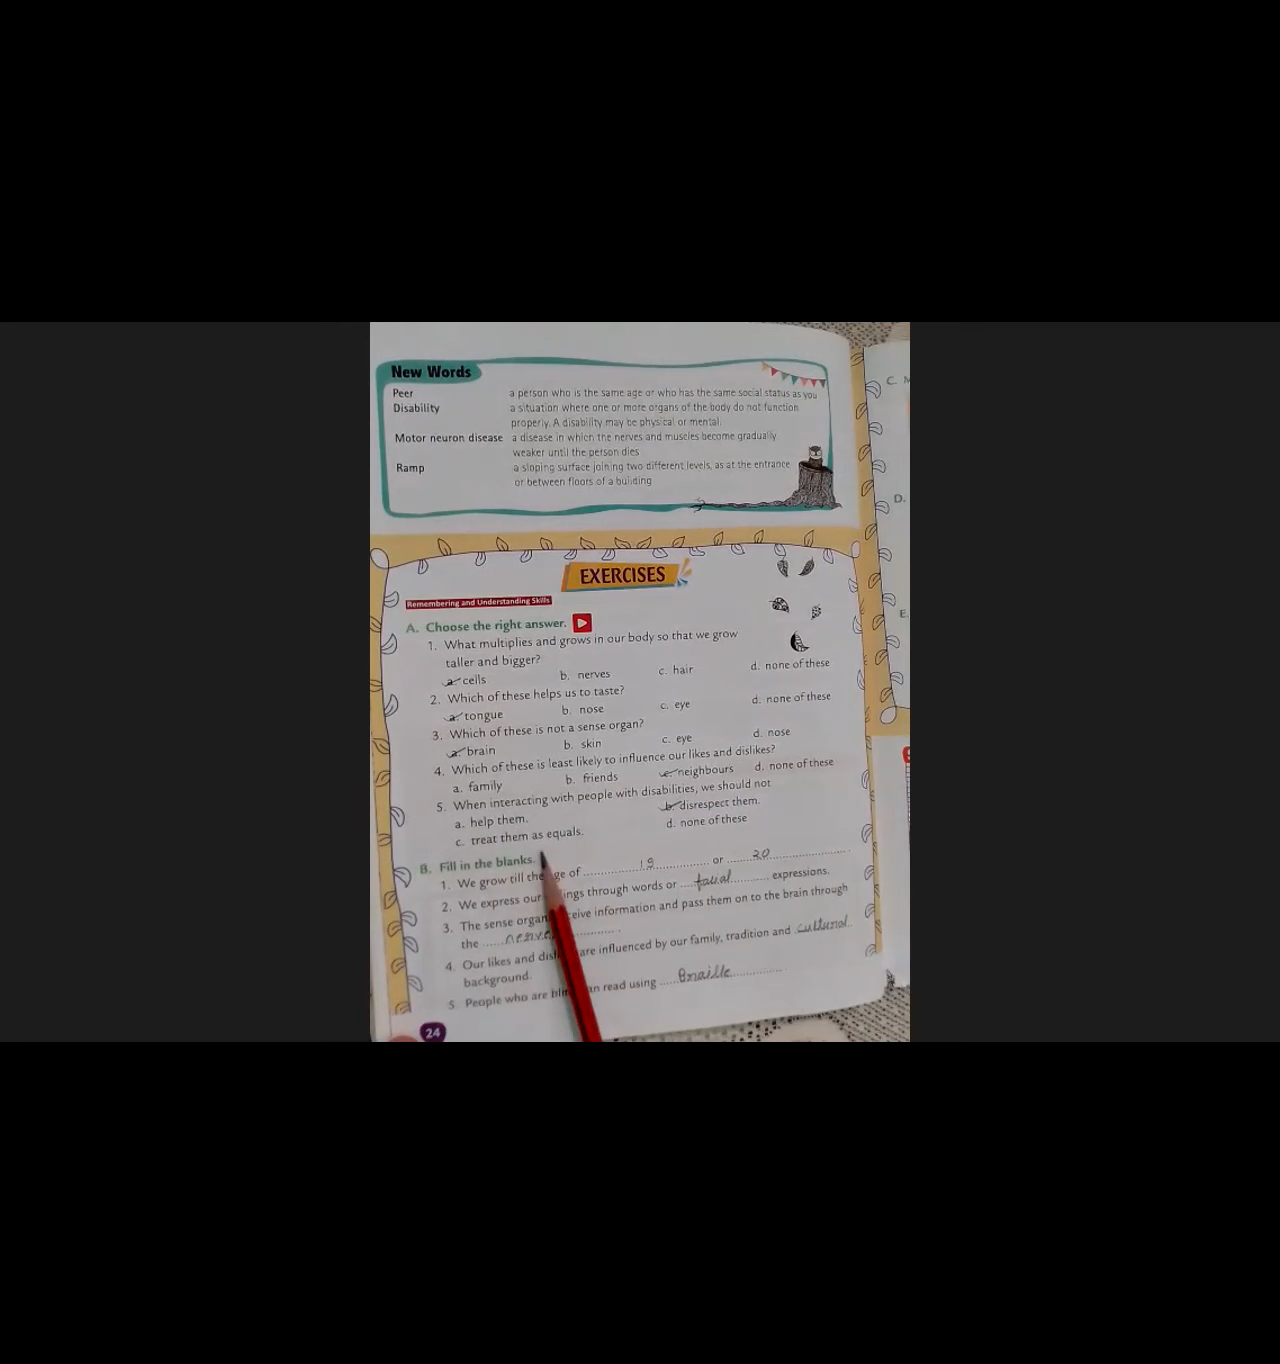 New Words
Peer a person who is the same age or who has the same social status as you
Disability a situation where one or more organs of the body do not function
properly. A disability may be physical or mental.
Motor neuron disease a disease in which the nerves and muscles become gradually
weaker until the person dies
Ramp a sloping surface joining two different levels, as at the entrance
or between floors of a building
EXERCISES
Remembering and Understanding Skills
A. Choose the right answer.
1. What multiplies and grows in our body so that we grow
taller and bigger?
a. cells b. nerves c. hair d. none of these
2. Which of these helps us to taste?
a. tongue b. nose c. eye d. none of these
3. Which of these is not a sense organ?
a. brain b. skin c. eye d. nose
4. Which of these is least likely to influence our likes and dislikes?
a. family b. friends c. neighbours d. none of these
5. When interacting with people with disabilities, we should not
a. help them. b. disrespect them.
c. treat them as equals. d. none of these
B. Fill in the blanks.
1. We grow till the ge of 19 or 20 .
2. We express our ings through words or facial expressions.
3. The sense organ eive information and pass them on to the brain through
the nerve .
4. Our likes and disl are influenced by our family, tradition and cultural
background.
5. People who are bli an read using Braille
24
C. M
D.
E.